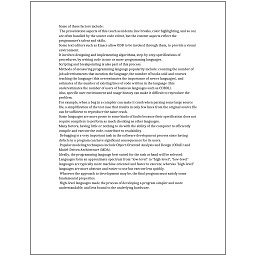 Some of these factors include:
The presentation aspects of this (such as indents, line breaks, color highlighting, and so on)
are often handled by the source code editor, but the content aspects reflect the
programmer's talent and skills.
Some text editors such as Emacs allow GDB to be invoked through them, to provide a visual
environment.
It involves designing and implementing algorithms, step-by-step specifications of
procedures, by writing code in one or more programming languages.
Scripting and breakpointing is also part of this process.
Methods of measuring programming language popularity include: counting the number of
job advertisements that mention the language, the number of books sold and courses
teaching the language (this overestimates the importance of newer languages), and
estimates of the number of existing lines of code written in the language (this
underestimates the number of users of business languages such as COBOL).
Also, specific user environment and usage history can make it difficult to reproduce the
problem.
For example, when a bug in a compiler can make it crash when parsing some large source
file, a simplification of the test case that results in only few lines from the original source file
can be sufficient to reproduce the same crash.
Some languages are more prone to some kinds of faults because their specification does not
require compilers to perform as much checking as other languages.
Many factors, having little or nothing to do with the ability of the computer to efficiently
compile and execute the code, contribute to readability.
Debugging is a very important task in the software development process since having
defects in a program can have significant consequences for its users.
Popular modeling techniques include Object-Oriented Analysis and Design (OOAD) and
Model-Driven Architecture (MDA).
Ideally, the programming language best suited for the task at hand will be selected.
Languages form an approximate spectrum from "low-level" to "high-level"; "low-level"
languages are typically more machine-oriented and faster to execute, whereas "high-level"
languages are more abstract and easier to use but execute less quickly.
Whatever the approach to development may be, the final program must satisfy some
fundamental properties.
High-level languages made the process of developing a program simpler and more
understandable, and less bound to the underlying hardware.